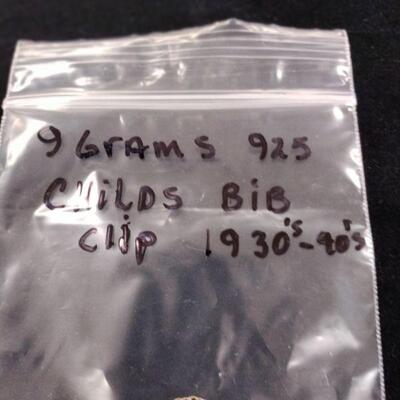 9 GrAMS 925
CHiLDS BiB
cLip 1930's-40's